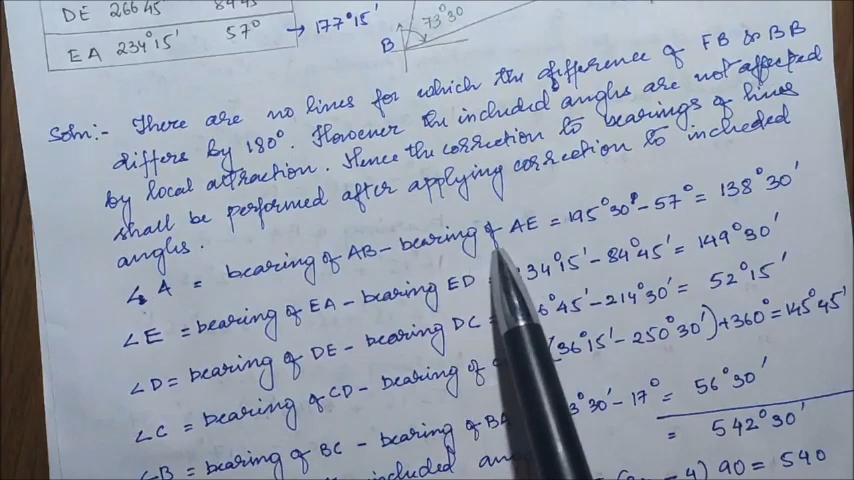 DE 266°45' 84°45'
EA 234°15' 57° → 177°15'
B 73°30'
Soln:- There are no lines for which the difference of FB & BB
differs by 180°. However the included angles are not affected
by local attraction. Hence the correction to bearings of lines
shall be performed after applying correction to included
angles.
∠A = bearing of AB - bearing of AE = 195°30' - 57° = 138°30'
∠E = bearing of EA - bearing ED = 34°15' - 84°45' = 149°30'
∠D = bearing of DE - bearing DC = 6°45' - 214°30' = 52°15'
∠C = bearing of CD - bearing of (36°15' - 250°30') + 360° = 145°45'
∠B = bearing of BC - bearing of BA 3°30' - 17° = 56°30'
= 542°30'
included - 4) 90 = 540